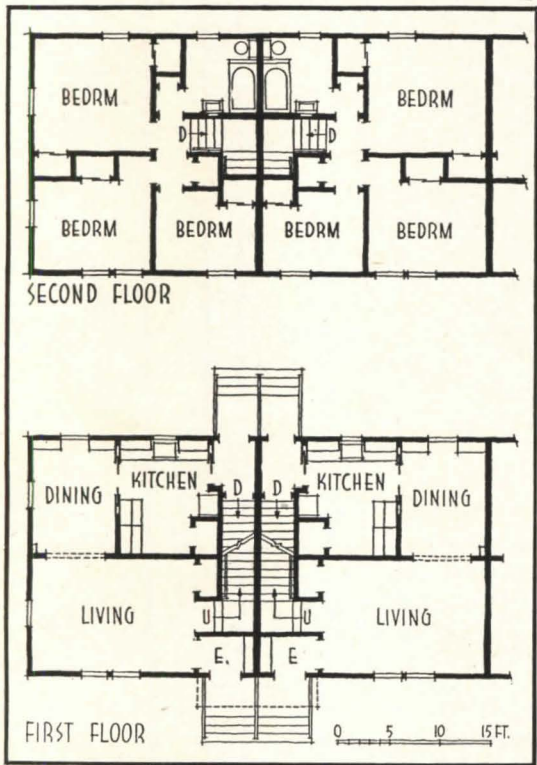 BEDRM BEDRM
D D
BEDRM BEDRM BEDRM BEDRM
SECOND FLOOR
DINING KITCHEN D D KITCHEN DINING
LIVING U U LIVING
E. E
FIRST FLOOR 0 5 10 15 FT.